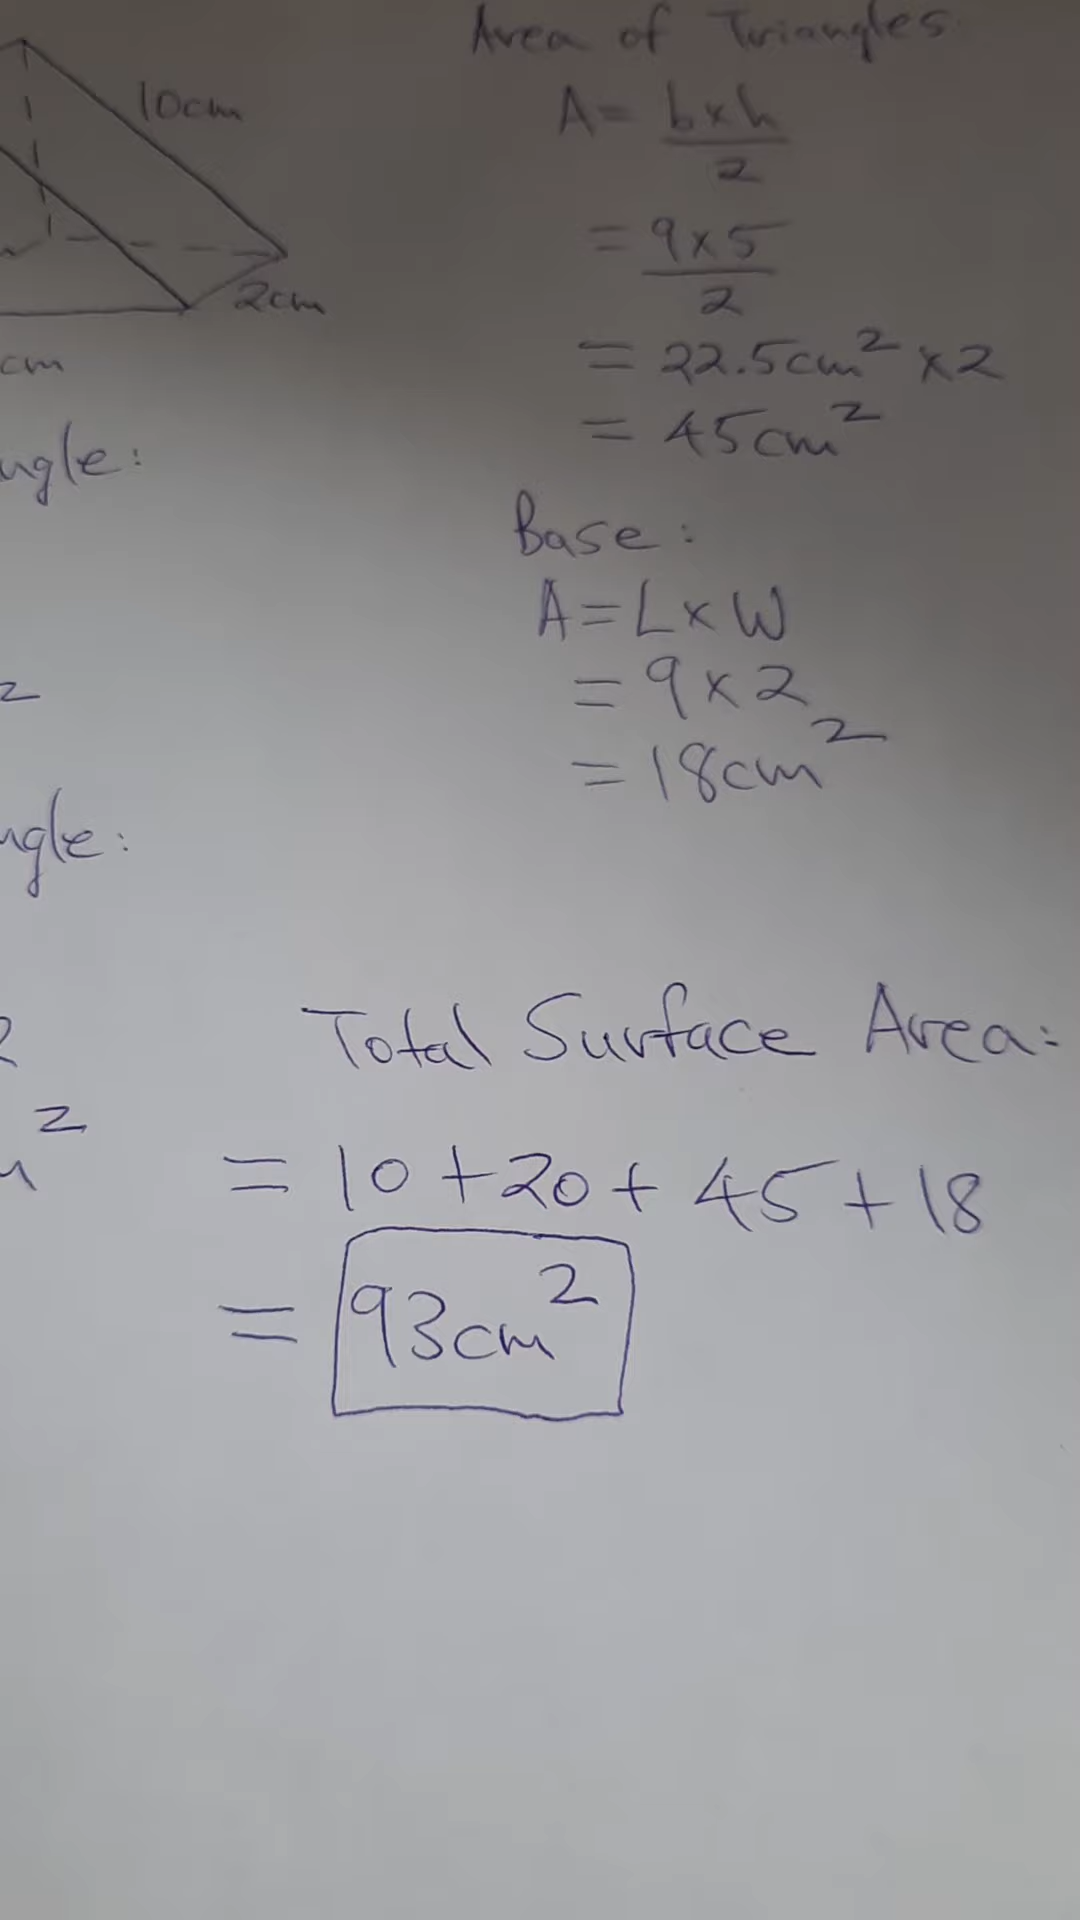 Area of Triangles
10cm
A = b×h
2
= 9×5
2
2cm
= 22.5cm² ×2
cm
= 45cm²
ngle:
Base:
A = L×W
2
= 9×2
= 18cm²
ngle:
Total Surface Area:
2
= 10+20+45+18
= 93cm²